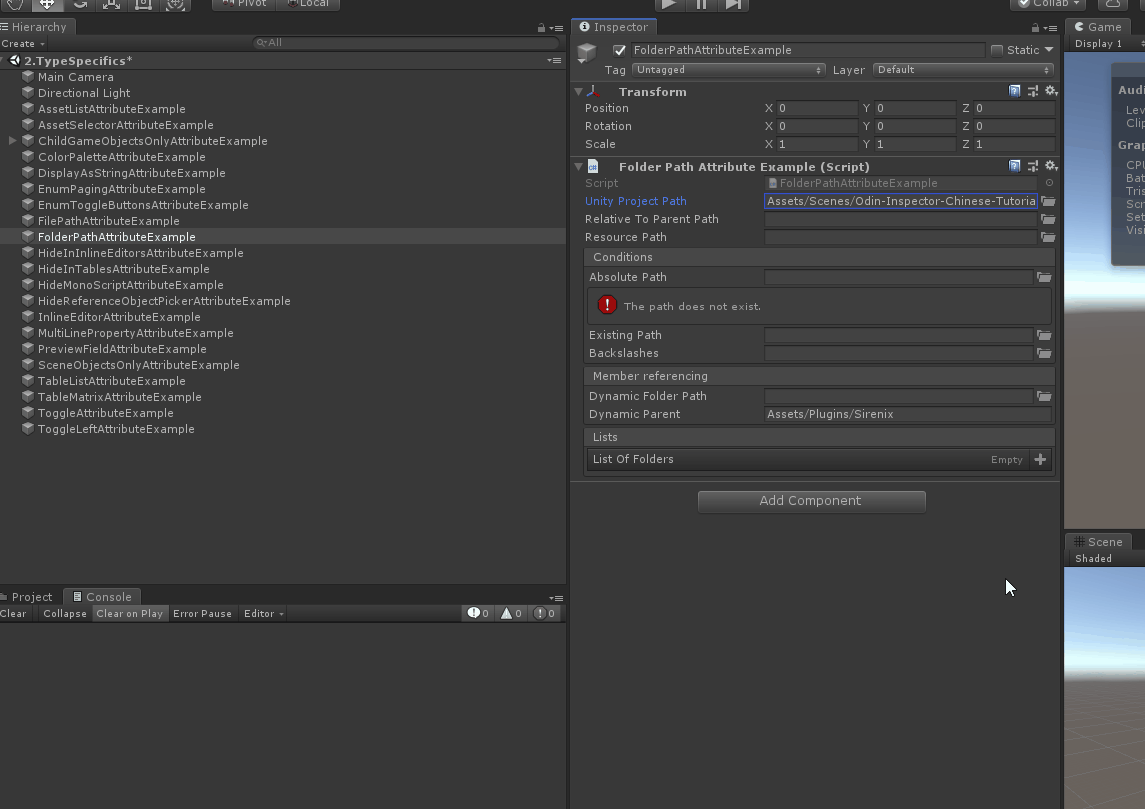 Pivot
Local
Collab
Hierarchy
Create
All
2.TypeSpecifics*
Main Camera
Directional Light
AssetListAttributeExample
AssetSelectorAttributeExample
ChildGameObjectsOnlyAttributeExample
ColorPaletteAttributeExample
DisplayAsStringAttributeExample
EnumPagingAttributeExample
EnumToggleButtonsAttributeExample
FilePathAttributeExample
FolderPathAttributeExample
HideInInlineEditorsAttributeExample
HideInTablesAttributeExample
HideMonoScriptAttributeExample
HideReferenceObjectPickerAttributeExample
InlineEditorAttributeExample
MultiLinePropertyAttributeExample
PreviewFieldAttributeExample
SceneObjectsOnlyAttributeExample
TableListAttributeExample
TableMatrixAttributeExample
ToggleAttributeExample
ToggleLeftAttributeExample
Project
Console
Clear Collapse Clear on Play Error Pause Editor 0 0 0
Inspector
FolderPathAttributeExample Static
Tag Untagged Layer Default
Transform
Position X 0 Y 0 Z 0
Rotation X 0 Y 0 Z 0
Scale X 1 Y 1 Z 1
Folder Path Attribute Example (Script)
Script FolderPathAttributeExample
Unity Project Path Assets/Scenes/Odin-Inspector-Chinese-Tutoria
Relative To Parent Path
Resource Path
Conditions
Absolute Path
The path does not exist.
Existing Path
Backslashes
Member referencing
Dynamic Folder Path
Dynamic Parent Assets/Plugins/Sirenix
Lists
List Of Folders Empty
Add Component
Game
Display 1
Audi
Lev
Clip
Grap
CPU
Bat
Tris
Scr
Set
Visi
Scene
Shaded